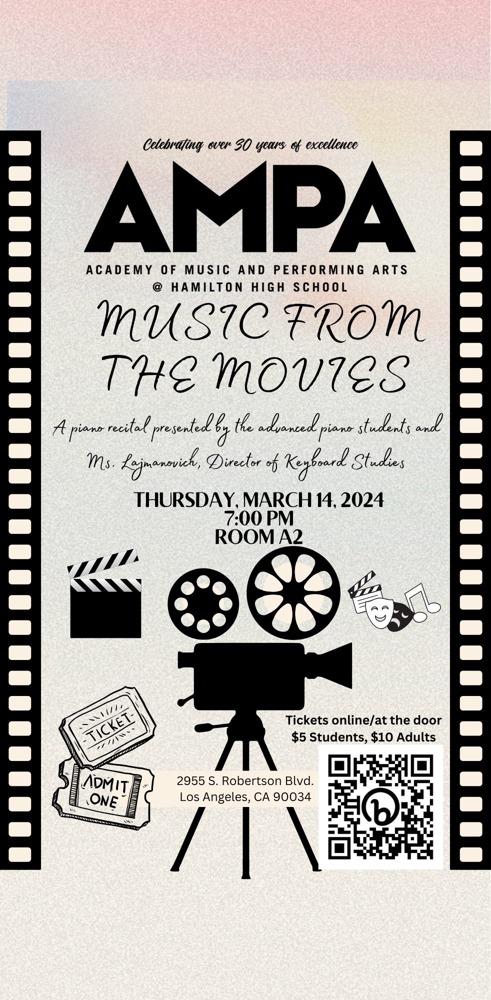 Celebrating over 30 years of excellence
AMPA
ACADEMY OF MUSIC AND PERFORMING ARTS
@ HAMILTON HIGH SCHOOL
MUSIC FROM
THE MOVIES
A piano recital presented by the advanced piano students and
Ms. Lajmanovich, Director of Keyboard Studies
THURSDAY, MARCH 14, 2024
7:00 PM
ROOM A2
TICKET
Tickets online/at the door
$5 Students, $10 Adults
ADMIT
ONE
2955 S. Robertson Blvd.
Los Angeles, CA 90034
b